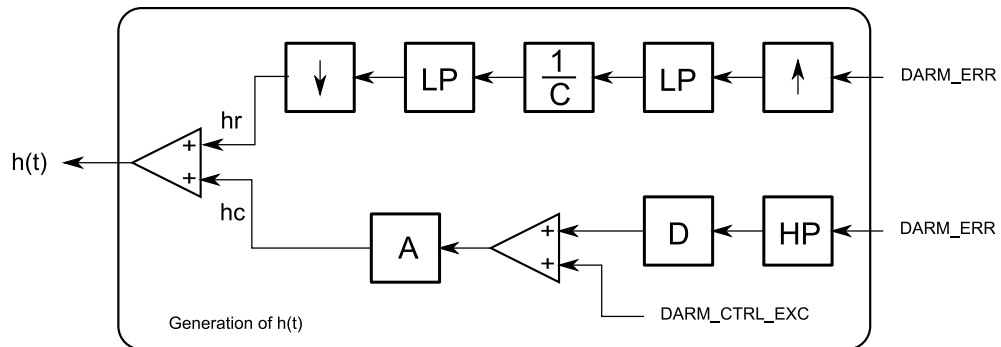 DARM_ERR
↑
LP
1
C
LP
↓
hr
+
+
h(t)
hc
DARM_ERR
HP
D
+
+
A
DARM_CTRL_EXC
Generation of h(t)